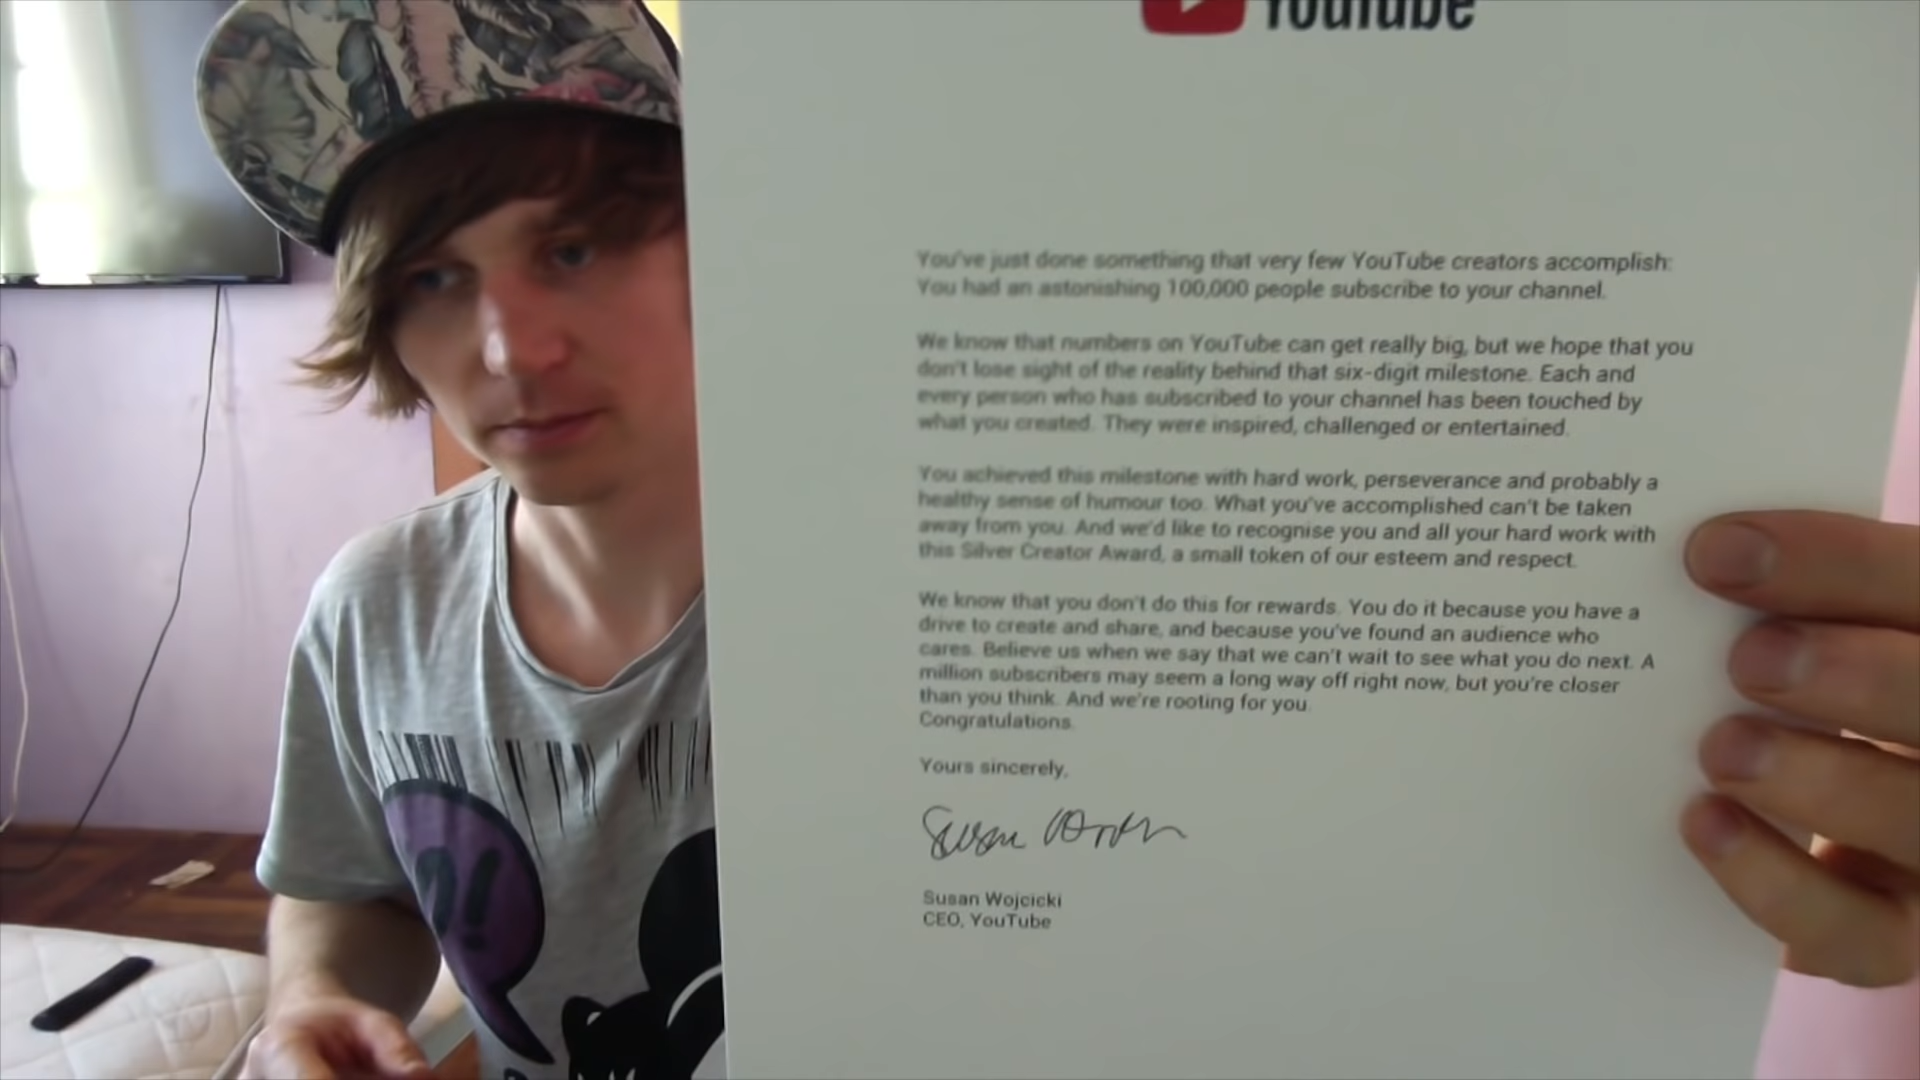 YouTube
You've just done something that very few YouTube creators accomplish:
You had an astonishing 100,000 people subscribe to your channel.
We know that numbers on YouTube can get really big, but we hope that you
don't lose sight of the reality behind that six-digit milestone. Each and
every person who has subscribed to your channel has been touched by
what you created. They were inspired, challenged or entertained.
You achieved this milestone with hard work, perseverance and probably a
healthy sense of humour too. What you've accomplished can't be taken
away from you. And we'd like to recognise you and all your hard work with
this Silver Creator Award, a small token of our esteem and respect.
We know that you don't do this for rewards. You do it because you have a
drive to create and share, and because you've found an audience who
cares. Believe us when we say that we can't wait to see what you do next. A
million subscribers may seem a long way off right now, but you're closer
than you think. And we're rooting for you.
Congratulations.
Yours sincerely,
Susan Wojcicki
CEO, YouTube